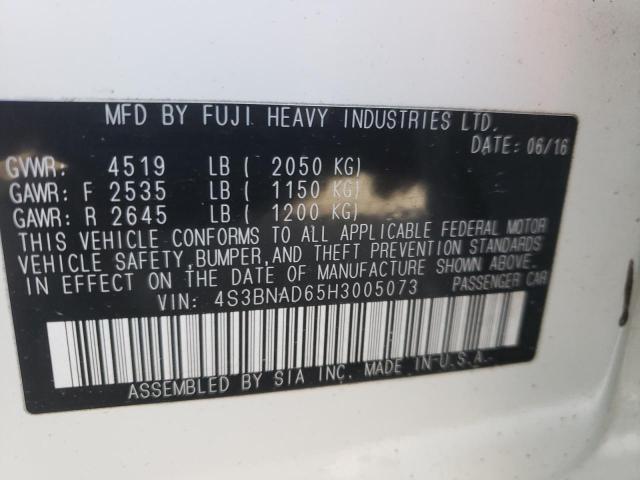 MFD BY FUJI HEAVY INDUSTRIES LTD.
DATE: 06/16
GVWR: 4519 LB ( 2050 KG)
GAWR: F 2535 LB ( 1150 KG)
GAWR: R 2645 LB ( 1200 KG)
THIS VEHICLE CONFORMS TO ALL APPLICABLE FEDERAL MOTOR
VEHICLE SAFETY, BUMPER, AND THEFT PREVENTION STANDARDS
IN EFFECT ON THE DATE OF MANUFACTURE SHOWN ABOVE.
VIN: 4S3BNAD65H3005073 PASSENGER CAR
ASSEMBLED BY SIA INC. MADE IN U.S.A.